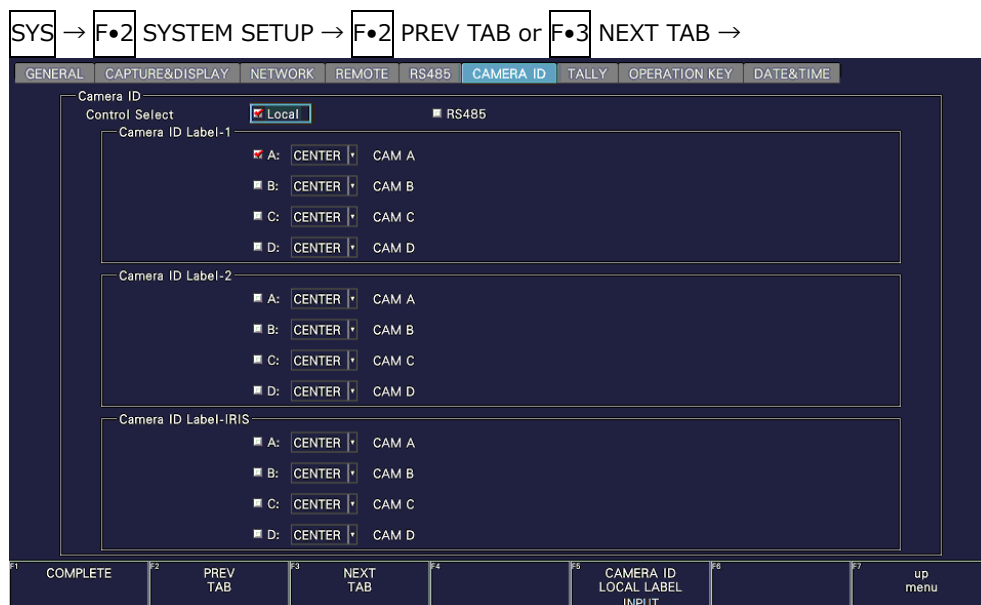 SYS → F•2 SYSTEM SETUP → F•2 PREV TAB or F•3 NEXT TAB →
GENERAL CAPTURE&DISPLAY NETWORK REMOTE RS485 CAMERA ID TALLY OPERATION KEY DATE&TIME
Camera ID
Control Select Local RS485
Camera ID Label-1
A: CENTER CAM A
B: CENTER CAM B
C: CENTER CAM C
D: CENTER CAM D
Camera ID Label-2
A: CENTER CAM A
B: CENTER CAM B
C: CENTER CAM C
D: CENTER CAM D
Camera ID Label-IRIS
A: CENTER CAM A
B: CENTER CAM B
C: CENTER CAM C
D: CENTER CAM D
F1 COMPLETE F2 PREV F3 NEXT F4 F5 CAMERA ID F6 F7 up
TAB TAB LOCAL LABEL menu
INPUT